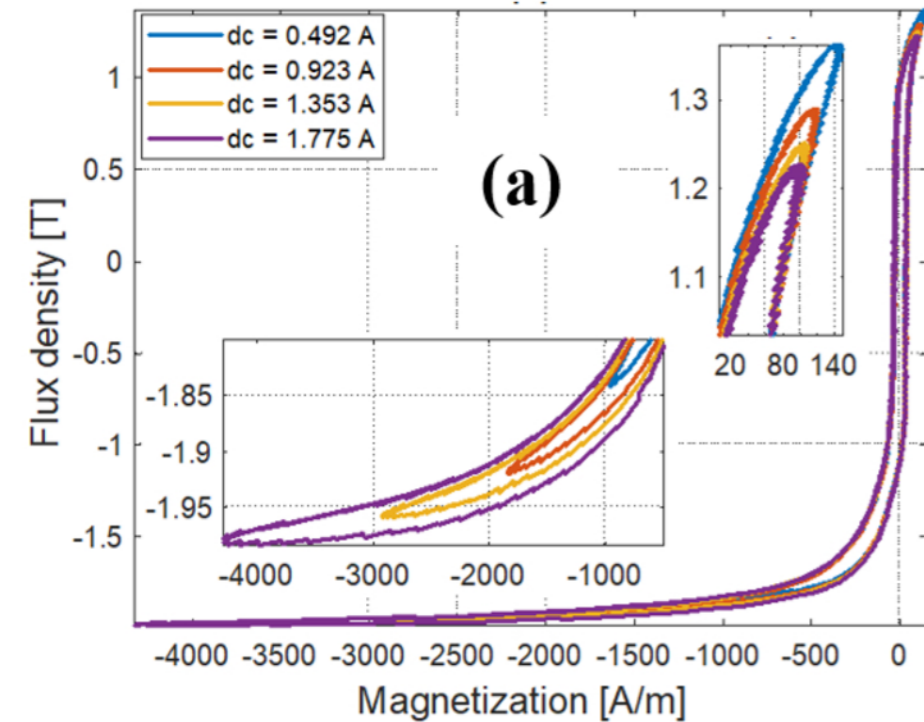 dc = 0.492 A
dc = 0.923 A
dc = 1.353 A
dc = 1.775 A
(a)
1
0.5
0
-0.5
-1
-1.5
Flux density [T]
1.3
1.2
1.1
20 80 140
-1.85
-1.9
-1.95
-4000 -3000 -2000 -1000
-4000 -3500 -3000 -2500 -2000 -1500 -1000 -500 0
Magnetization [A/m]